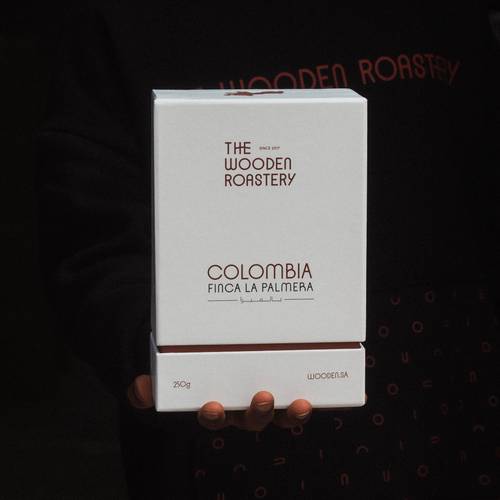 WOODEN ROASTERY
THE
SINCE 2017
WOODEN
ROASTERY
COLOMBIA
FINCA LA PALMERA
250g
WOODEN.SA